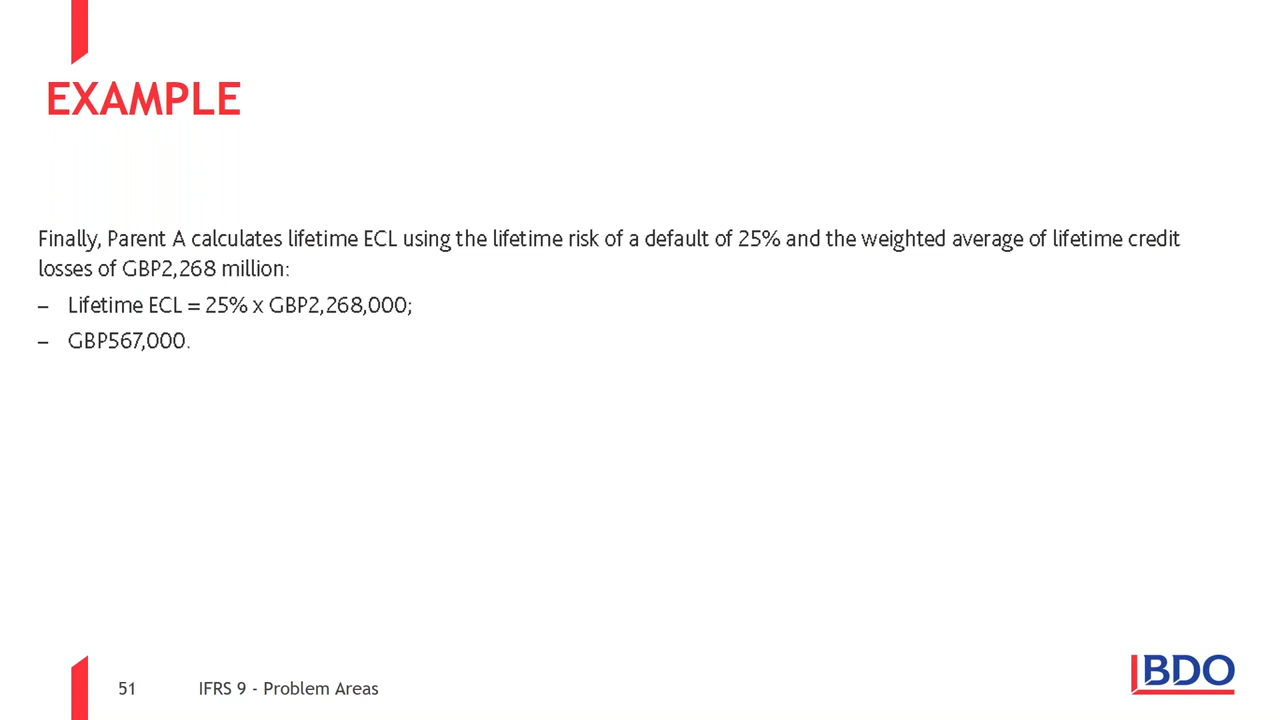 EXAMPLE
Finally, Parent A calculates lifetime ECL using the lifetime risk of a default of 25% and the weighted average of lifetime credit
losses of GBP2,268 million:
– Lifetime ECL = 25% x GBP2,268,000;
– GBP567,000.
51 IFRS 9 - Problem Areas
BDO